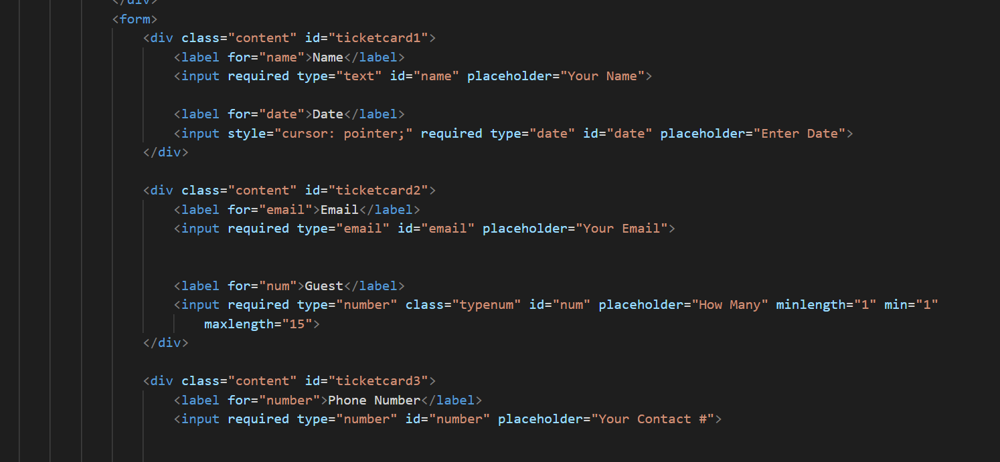 </div>
<form>
<div class="content" id="ticketcard1">
<label for="name">Name</label>
<input required type="text" id="name" placeholder="Your Name">
<label for="date">Date</label>
<input style="cursor: pointer;" required type="date" id="date" placeholder="Enter Date">
</div>
<div class="content" id="ticketcard2">
<label for="email">Email</label>
<input required type="email" id="email" placeholder="Your Email">
<label for="num">Guest</label>
<input required type="number" class="typenum" id="num" placeholder="How Many" minlength="1" min="1"
maxlength="15">
</div>
<div class="content" id="ticketcard3">
<label for="number">Phone Number</label>
<input required type="number" id="number" placeholder="Your Contact #">